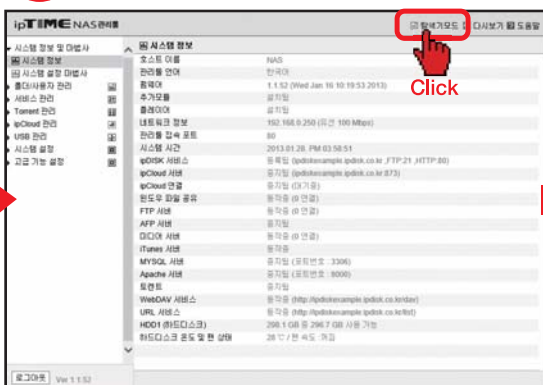 ipTIME NAS관리툴
탐색기모드 다시보기 도움말
시스템 정보 및 마법사
시스템 정보
시스템 설정 마법사
폴더/사용자 관리
서비스 관리
Torrent 관리
ipCloud 관리
USB 관리
시스템 설정
고급 기능 설정
시스템 정보
호스트 이름 NAS
관리툴 언어 한국어
펌웨어 1.1.52 (Wed Jan 16 10:19:53 2013)
추가모듈 설치됨
플레이어 설치됨
네트워크 정보 192.168.0.250 (유선 100 Mbps)
관리툴 접속 포트 80
시스템 시간 2013.01.28. PM 03:58:51
ipDISK 서비스 등록됨 (ipdiskexample.ipdisk.co.kr ,FTP:21 ,HTTP:80)
ipCloud 서버 중지됨 (ipdiskexample.ipdisk.co.kr:873)
ipCloud 연결 중지됨 (대기중)
윈도우 파일 공유 동작중 (0 연결)
FTP 서버 동작중 (0 연결)
AFP 서버 중지됨
미디어 서버 동작중 (0 연결)
iTunes 서버 동작중
MYSQL 서버 중지됨 (포트번호 : 3306)
Apache 서버 중지됨 (포트번호 : 8000)
토렌트 중지됨
WebDAV 서비스 동작중 (http://ipdiskexample.ipdisk.co.kr/dav)
URL 서비스 동작중 (http://ipdiskexample.ipdisk.co.kr/list)
HDD1 (하드디스크) 298.1 GB 중 296.7 GB 사용 가능
하드디스크 온도 및 팬 상태 28 ℃ / 팬 속도 : 꺼짐
Click
로그아웃 Ver 1.1.52